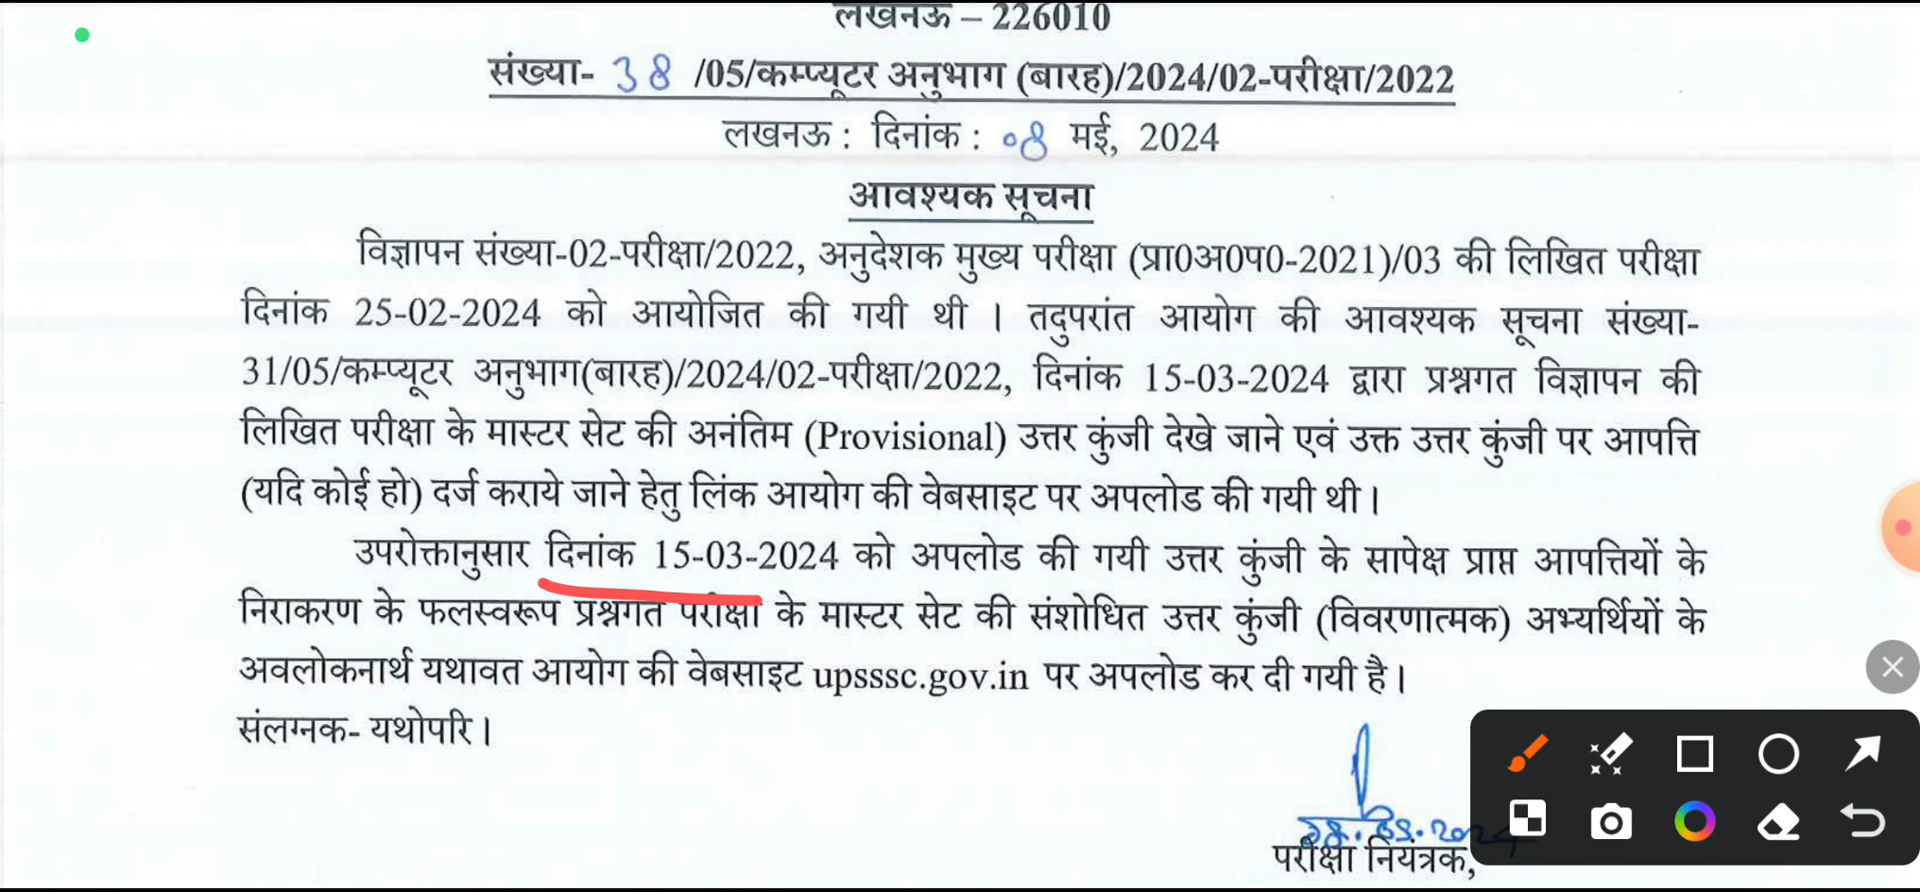 लखनऊ – 226010
संख्या- 38 /05/कम्प्यूटर अनुभाग (बारह)/2024/02-परीक्षा/2022
लखनऊ : दिनांक : 08 मई, 2024
आवश्यक सूचना
विज्ञापन संख्या-02-परीक्षा/2022, अनुदेशक मुख्य परीक्षा (प्रा0अ0प0-2021)/03 की लिखित परीक्षा
दिनांक 25-02-2024 को आयोजित की गयी थी । तदुपरांत आयोग की आवश्यक सूचना संख्या-
31/05/कम्प्यूटर अनुभाग(बारह)/2024/02-परीक्षा/2022, दिनांक 15-03-2024 द्वारा प्रश्नगत विज्ञापन की
लिखित परीक्षा के मास्टर सेट की अनंतिम (Provisional) उत्तर कुंजी देखे जाने एवं उक्त उत्तर कुंजी पर आपत्ति
(यदि कोई हो) दर्ज कराये जाने हेतु लिंक आयोग की वेबसाइट पर अपलोड की गयी थी ।
उपरोक्तानुसार दिनांक 15-03-2024 को अपलोड की गयी उत्तर कुंजी के सापेक्ष प्राप्त आपत्तियों के
निराकरण के फलस्वरूप प्रश्नगत परीक्षा के मास्टर सेट की संशोधित उत्तर कुंजी (विवरणात्मक) अभ्यर्थियों के
अवलोकनार्थ यथावत आयोग की वेबसाइट upsssc.gov.in पर अपलोड कर दी गयी है ।
संलग्नक- यथोपरि ।
परीक्षा नियंत्रक,